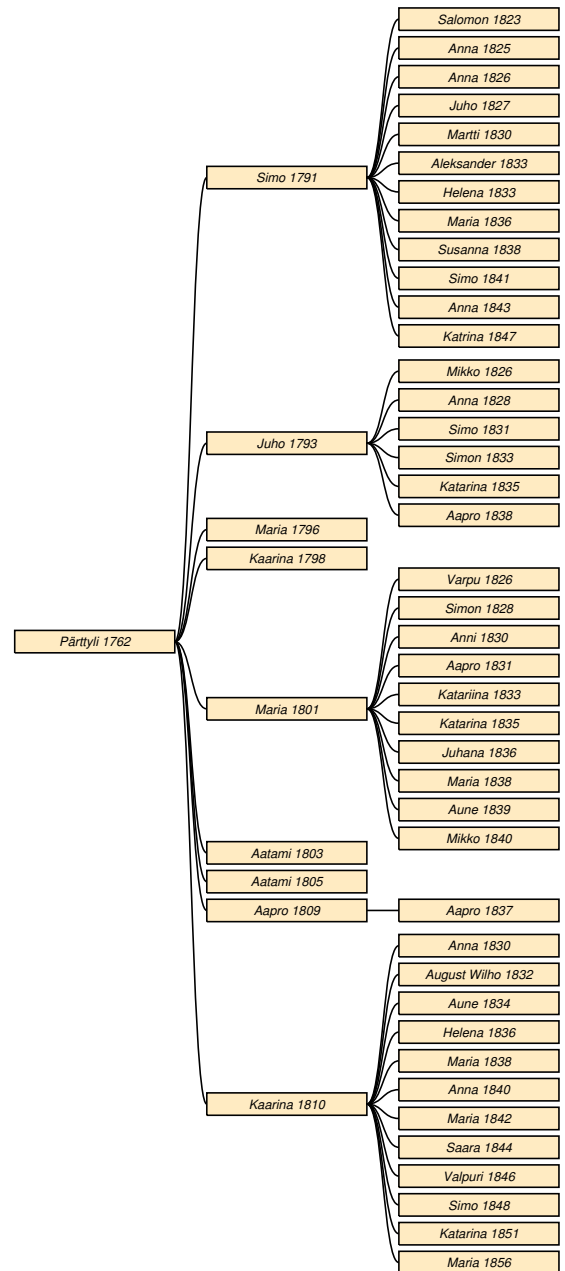 Salomon 1823
Anna 1825
Anna 1826
Juho 1827
Martti 1830
Aleksander 1833
Simo 1791
Helena 1833
Maria 1836
Susanna 1838
Simo 1841
Anna 1843
Katrina 1847
Mikko 1826
Anna 1828
Simo 1831
Juho 1793
Simon 1833
Katarina 1835
Aapro 1838
Maria 1796
Kaarina 1798
Varpu 1826
Simon 1828
Anni 1830
Pärttyli 1762
Aapro 1831
Katariina 1833
Maria 1801
Katarina 1835
Juhana 1836
Maria 1838
Aune 1839
Mikko 1840
Aatami 1803
Aatami 1805
Aapro 1809
Aapro 1837
Anna 1830
August Wilho 1832
Aune 1834
Helena 1836
Maria 1838
Anna 1840
Kaarina 1810
Maria 1842
Saara 1844
Valpuri 1846
Simo 1848
Katarina 1851
Maria 1856